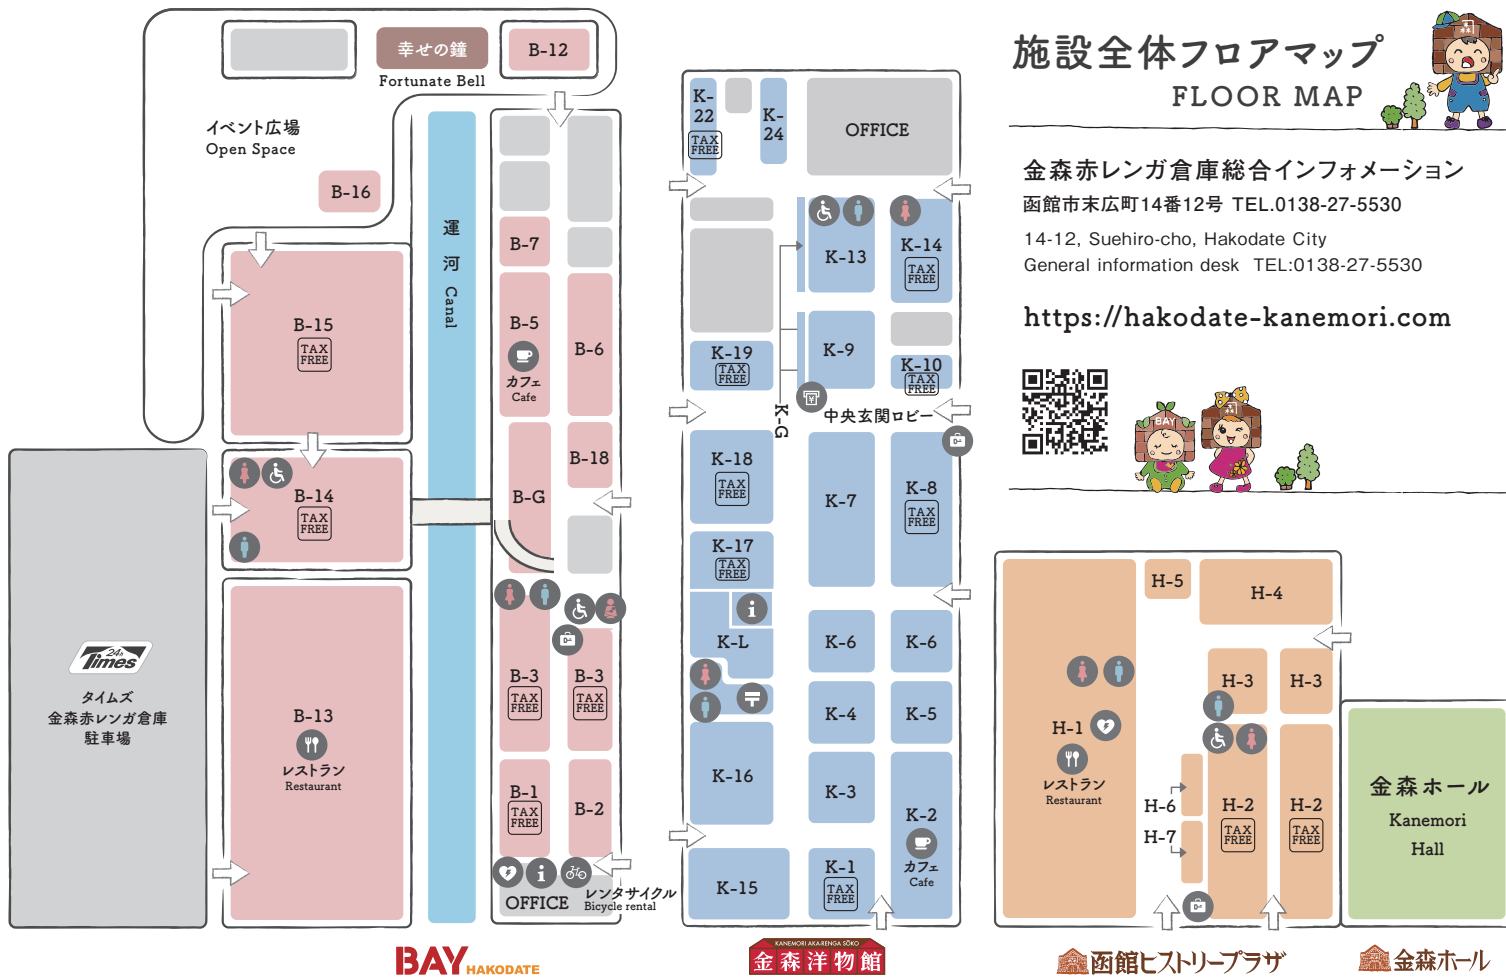 施設全体フロアマップ
FLOOR MAP
金森赤レンガ倉庫総合インフォメーション
函館市末広町14番12号 TEL.0138-27-5530
14-12, Suehiro-cho, Hakodate City
General information desk TEL:0138-27-5530
https://hakodate-kanemori.com
BAY
幸せの鐘
Fortunate Bell
B-12
イベント広場
Open Space
B-16
運河 Canal
B-15
TAX FREE
B-14
TAX FREE
B-13
レストラン
Restaurant
24h Times
タイムズ
金森赤レンガ倉庫
駐車場
B-7
B-5
カフェ
Cafe
B-6
B-18
B-G
B-3
TAX FREE
B-3
TAX FREE
B-1
TAX FREE
B-2
OFFICE
レンタサイクル
Bicycle rental
BAY HAKODATE
K-22
TAX FREE
K-24
OFFICE
K-13
K-14
TAX FREE
K-19
TAX FREE
K-G
K-9
K-10
TAX FREE
中央玄関ロビー
K-18
TAX FREE
K-7
K-8
TAX FREE
K-17
TAX FREE
K-L
K-6
K-6
K-4
K-5
K-16
K-3
K-2
カフェ
Cafe
K-15
K-1
TAX FREE
KANEMORI AKA-RENGA SŌKO
金森洋物館
H-5
H-4
H-3
H-3
H-1
レストラン
Restaurant
H-6
H-7
H-2
TAX FREE
H-2
TAX FREE
金森ホール
Kanemori
Hall
函館ヒストリープラザ
金森ホール